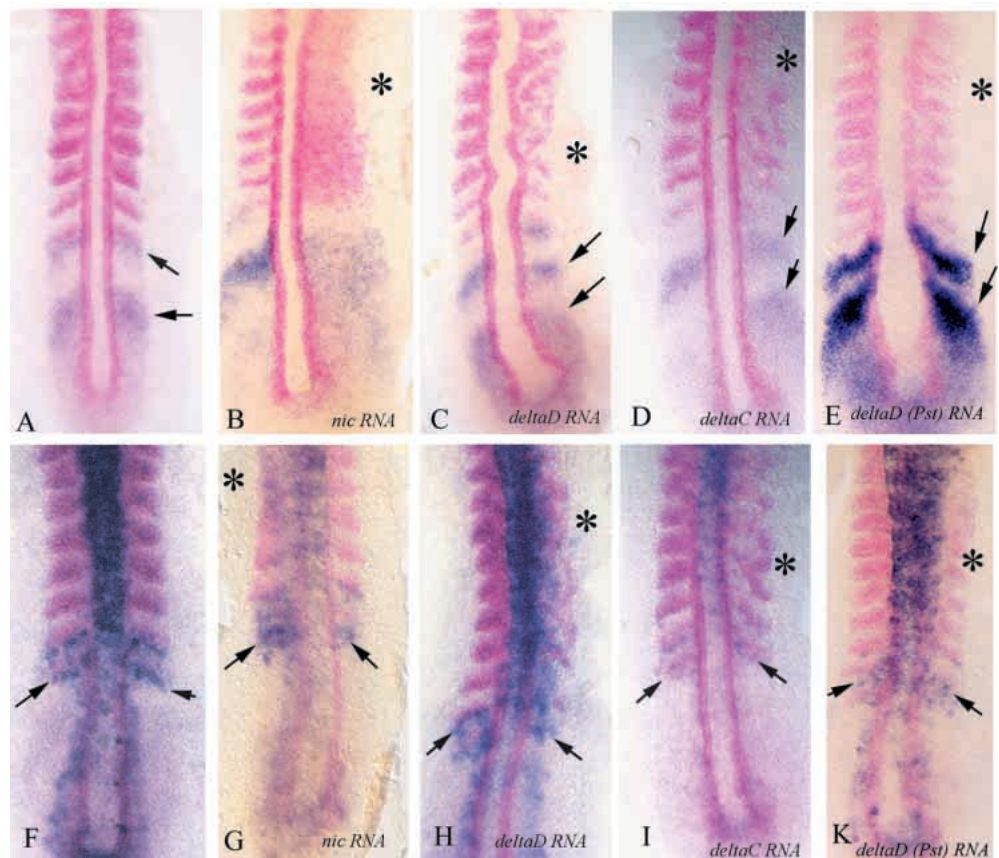 *
*
*
*
A
B
nic RNA
C
deltaD RNA
D
deltaC RNA
E
deltaD (Pst) RNA
*
*
*
*
F
G
nic RNA
H
deltaD RNA
I
deltaC RNA
K
deltaD (Pst) RNA